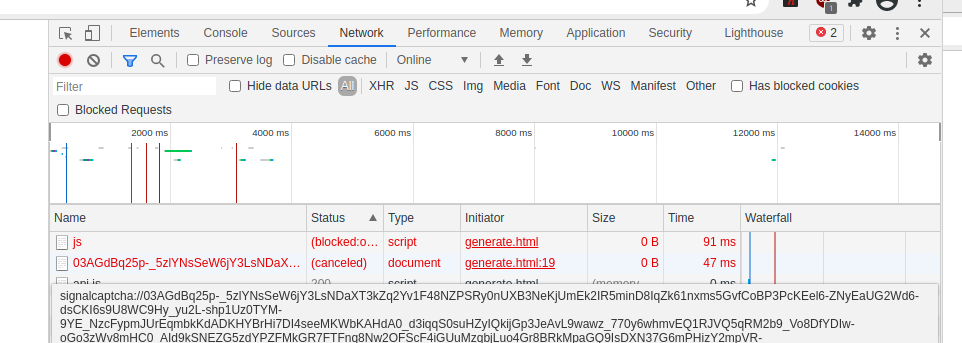 1
Elements Console Sources Network Performance Memory Application Security Lighthouse 2
Preserve log Disable cache Online
Filter Hide data URLs All XHR JS CSS Img Media Font Doc WS Manifest Other Has blocked cookies
Blocked Requests
2000 ms 4000 ms 6000 ms 8000 ms 10000 ms 12000 ms 14000 ms
Name Status Type Initiator Size Time Waterfall
js (blocked:o… script generate.html 0 B 91 ms
03AGdBq25p-_5zlYNsSeW6jY3LsNDaX… (canceled) document generate.html:19 0 B 47 ms
api.js 200 script generate.html (memory 0 ms
signalcaptcha://03AGdBq25p-_5zlYNsSeW6jY3LsNDaXT3kZq2Yv1F48NZPSRy0nUXB3NeKjUmEk2IR5minD8IqZk61nxms5GvfCoBP3PcKEel6-ZNyEaUG2Wd6-
dsCKI6s9U8WC9Hy_yu2L-shp1Uz0TYM-
9YE_NzcFypmJUrEqmbkKdADKHYBrHi7DI4seeMKWbKAHdA0_d3iqqS0suHZyIQkijGp3JeAvL9wawz_770y6whmvEQ1RJVQ5qRM2b9_Vo8DfYDIw-
oGo3zWv8mHC0_AId9kSNEZG5zdYPZFMkGR7FTFnq8Nw2OFScF4iGUuMzqbjLuo4Gr8BRkMpaGQ9IsDXN37G6mPHizY2mpVR-